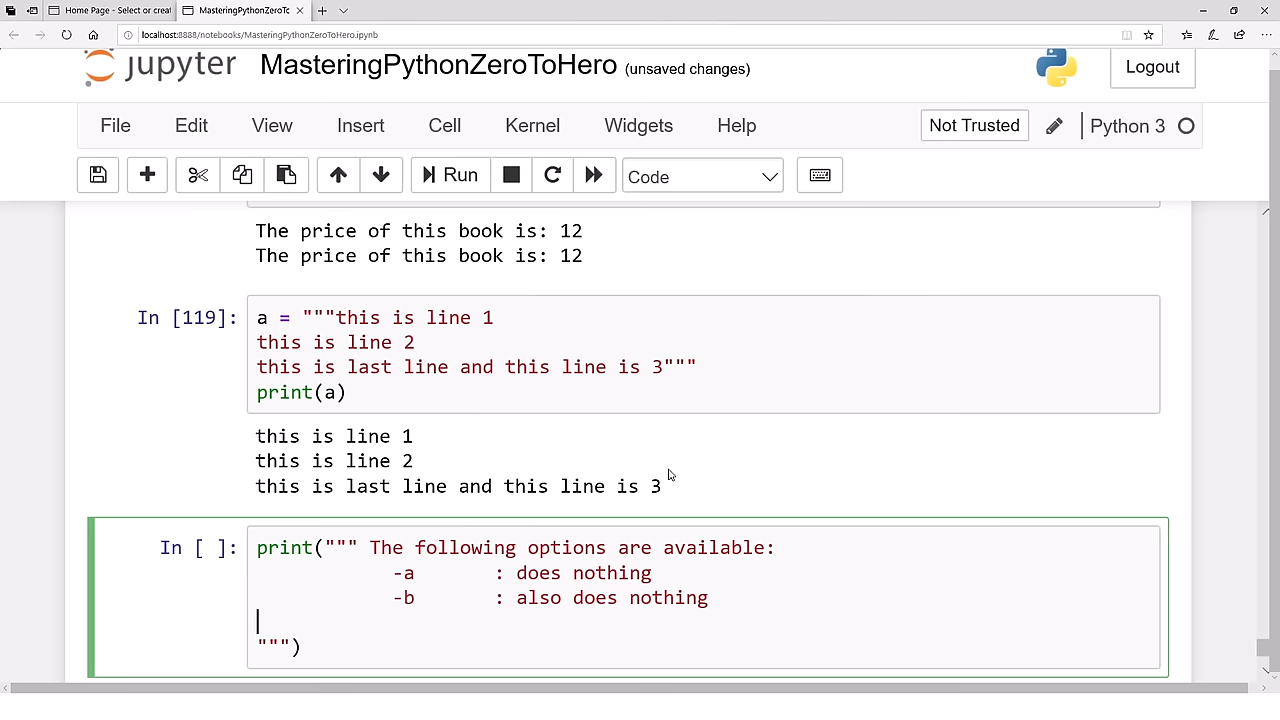 Home Page - Select or creat
MasteringPythonZeroToHero
localhost:8888/notebooks/MasteringPythonZeroToHero.ipynb
jupyter MasteringPythonZeroToHero (unsaved changes)
Logout
File Edit View Insert Cell Kernel Widgets Help Not Trusted Python 3
Run Code
The price of this book is: 12
The price of this book is: 12
In [119]: a = """this is line 1
this is line 2
this is last line and this line is 3"""
print(a)
this is line 1
this is line 2
this is last line and this line is 3
In [ ]: print(""" The following options are available:
-a : does nothing
-b : also does nothing
""")